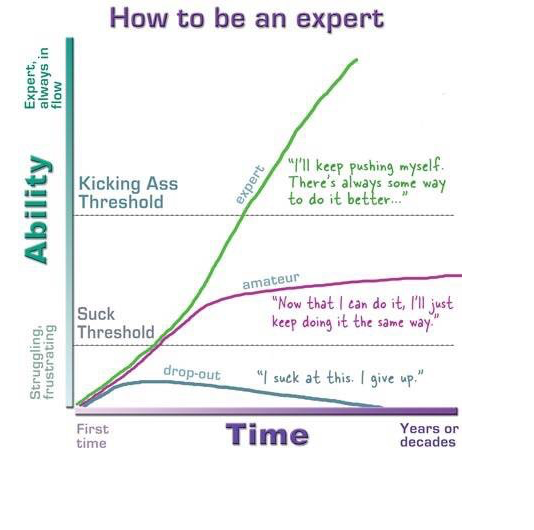 How to be an expert
Expert,
always in
flow
Ability
Struggling,
frustrating
Kicking Ass
Threshold
expert
"I'll keep pushing myself.
There's always some way
to do it better..."
amateur
"Now that I can do it, I'll just
keep doing it the same way."
Suck
Threshold
drop-out
"I suck at this. I give up."
First
time
Time
Years or
decades